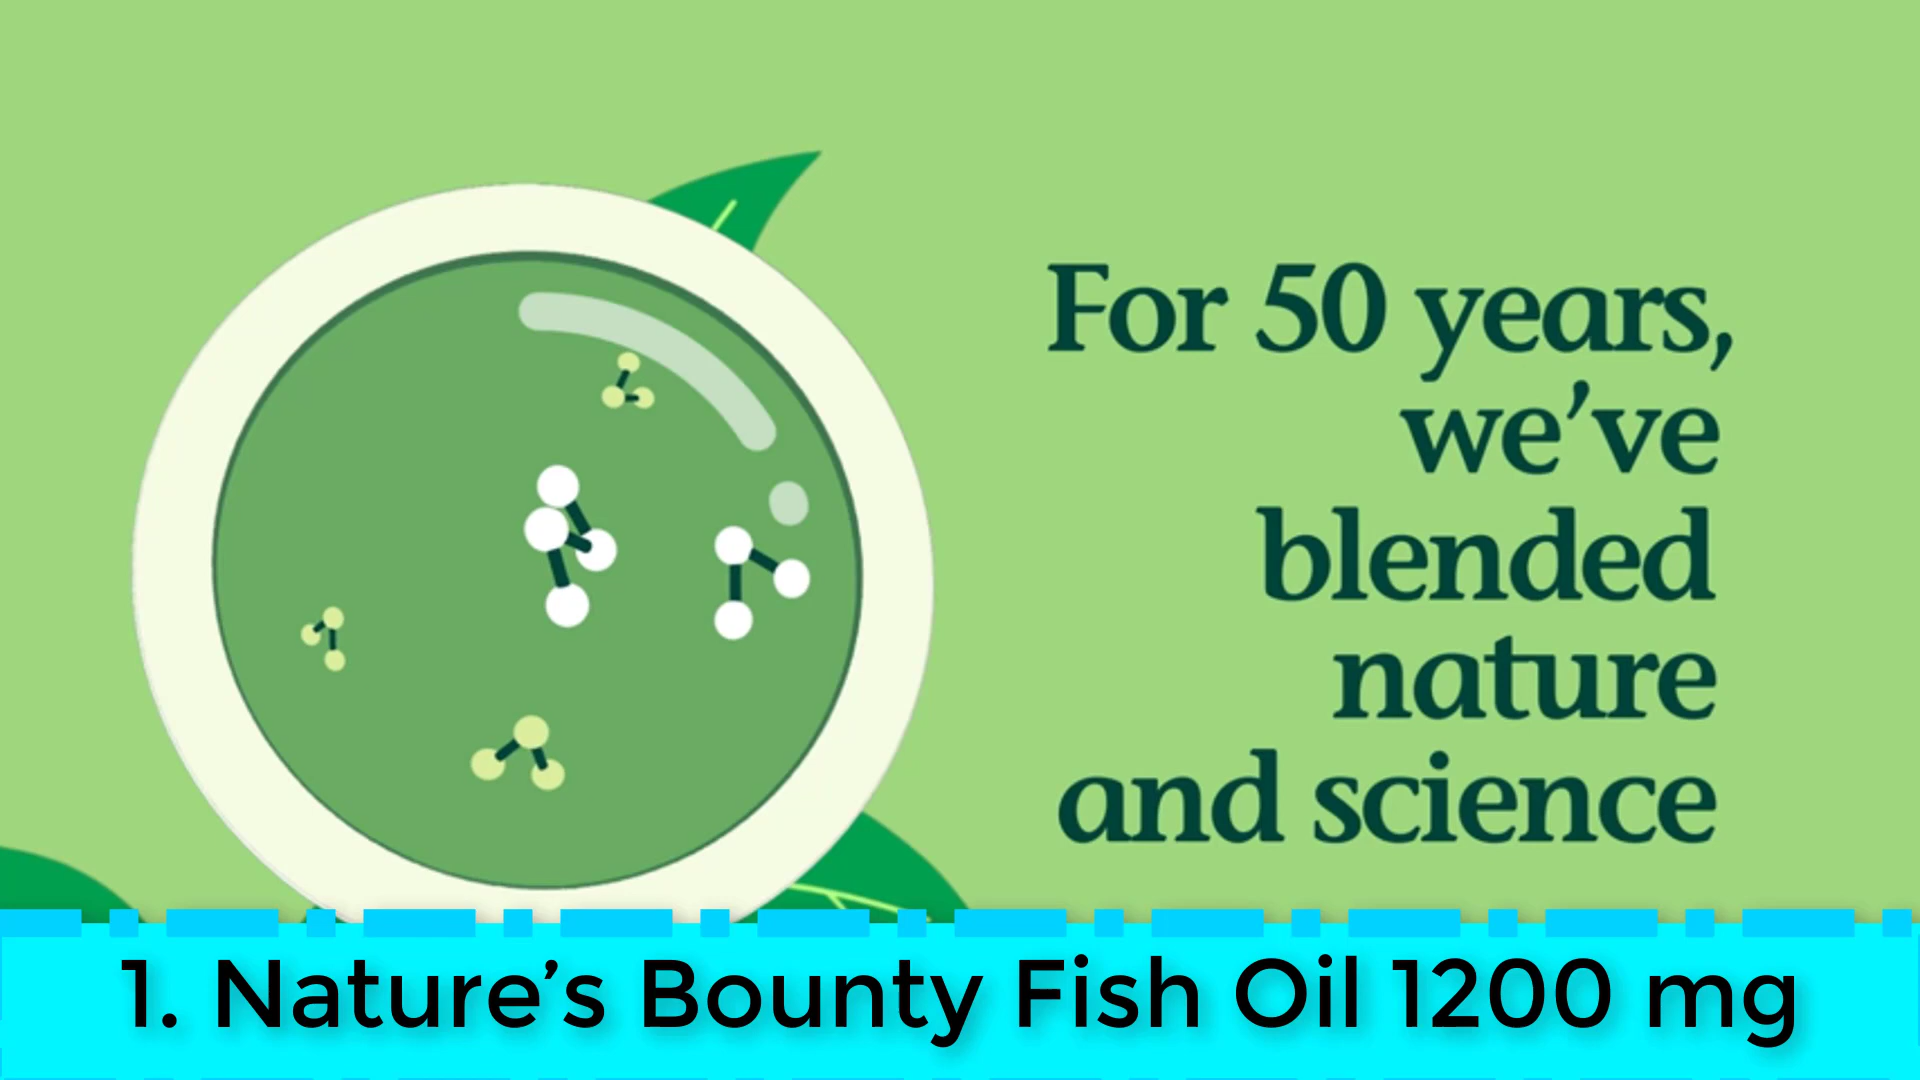 For 50 years,
we’ve
blended
nature
and science
1. Nature’s Bounty Fish Oil 1200 mg